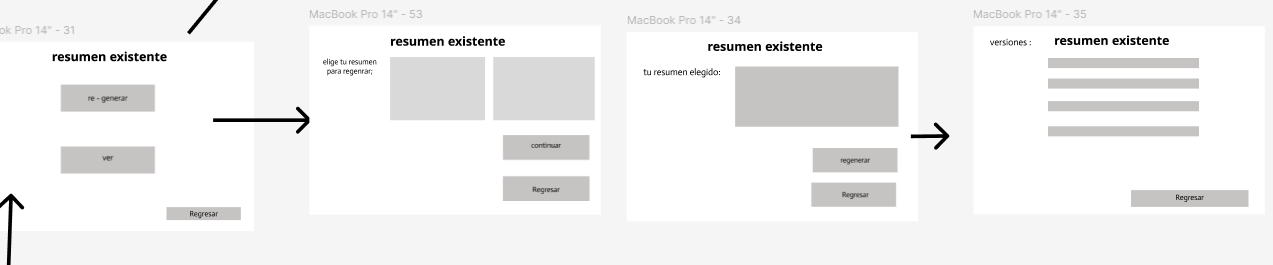 ok Pro 14" - 31
resumen existente
re - generar
ver
Regresar
MacBook Pro 14" - 53
resumen existente
elige tu resumen
para regenrar;
continuar
Regresar
MacBook Pro 14" - 34
resumen existente
tu resumen elegido:
regenerar
Regresar
MacBook Pro 14" - 35
versiones :
resumen existente
Regresar